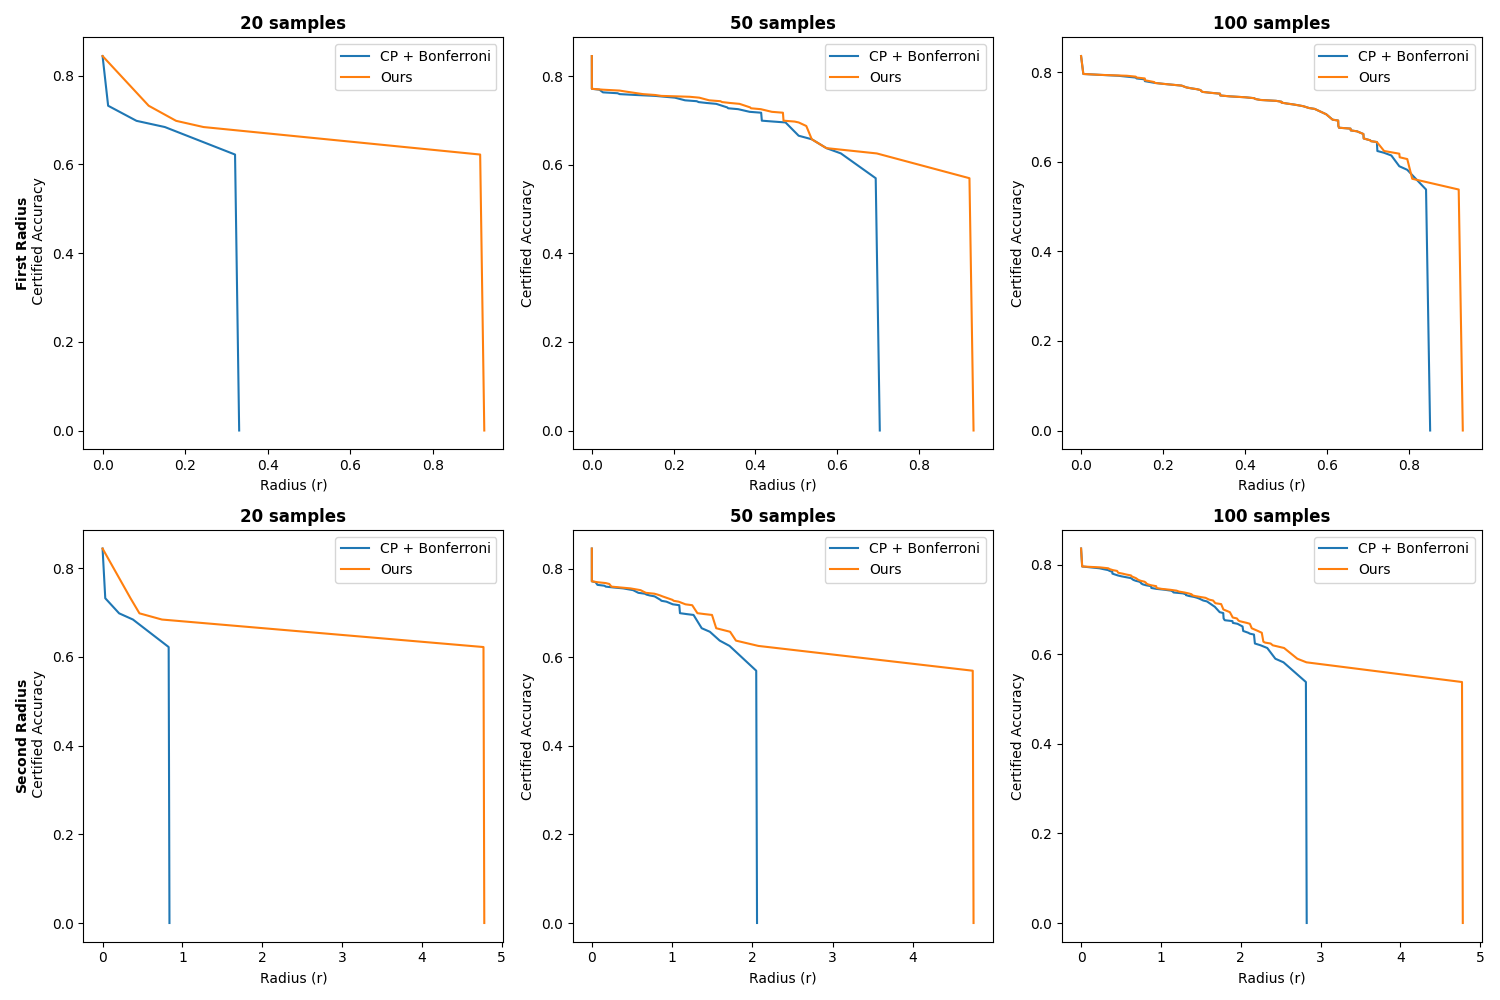 20 samples
CP + Bonferroni
Ours
First Radius
Certified Accuracy
0.8
0.6
0.4
0.2
0.0
0.0 0.2 0.4 0.6 0.8
Radius (r)
50 samples
CP + Bonferroni
Ours
Certified Accuracy
0.8
0.6
0.4
0.2
0.0
0.0 0.2 0.4 0.6 0.8
Radius (r)
100 samples
CP + Bonferroni
Ours
Certified Accuracy
0.8
0.6
0.4
0.2
0.0
0.0 0.2 0.4 0.6 0.8
Radius (r)
20 samples
CP + Bonferroni
Ours
Second Radius
Certified Accuracy
0.8
0.6
0.4
0.2
0.0
0 1 2 3 4 5
Radius (r)
50 samples
CP + Bonferroni
Ours
Certified Accuracy
0.8
0.6
0.4
0.2
0.0
0 1 2 3 4
Radius (r)
100 samples
CP + Bonferroni
Ours
Certified Accuracy
0.8
0.6
0.4
0.2
0.0
0 1 2 3 4 5
Radius (r)